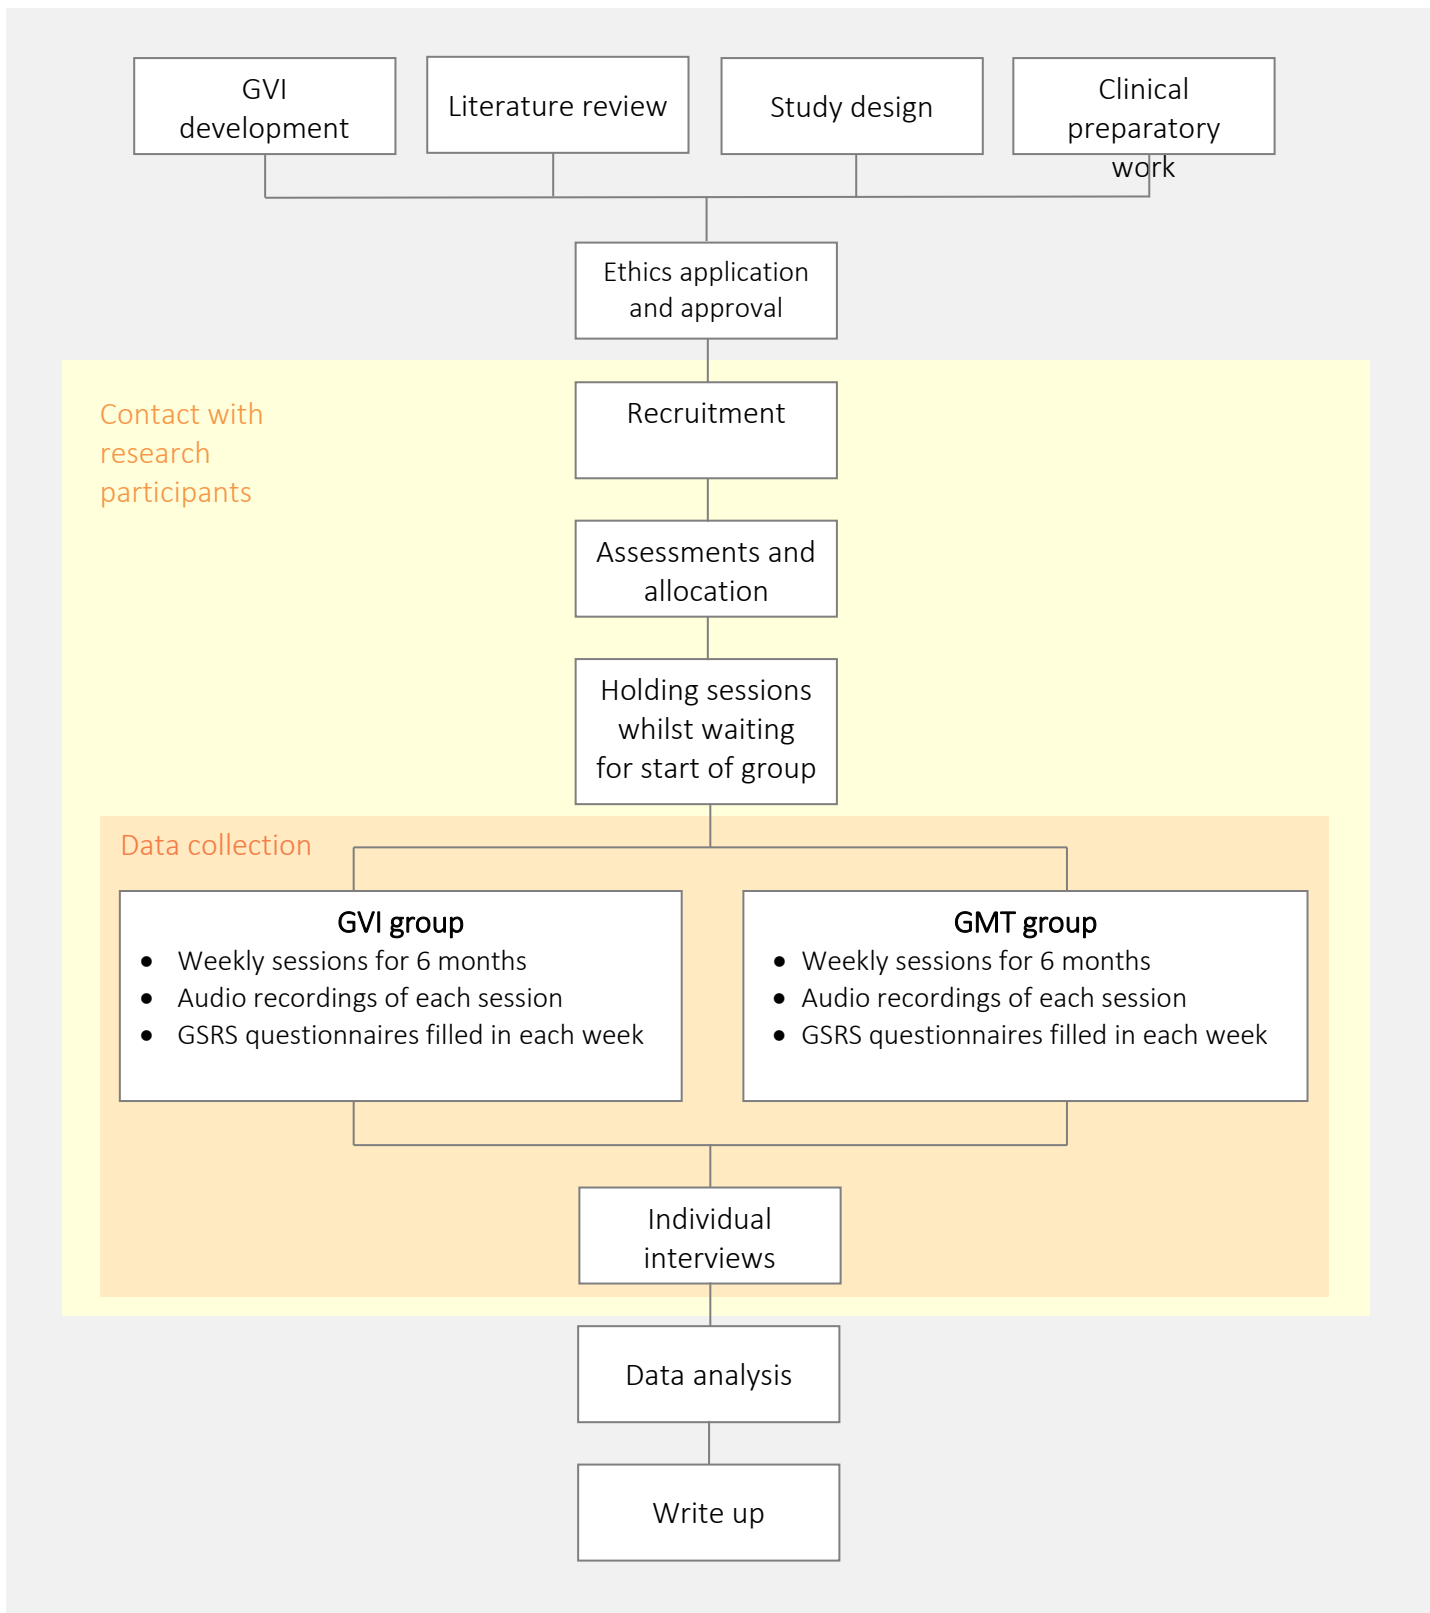 GVI
development
Literature review
Study design
Clinical
preparatory
work
Ethics application
and approval
Contact with
research
participants
Recruitment
Assessments and
allocation
Holding sessions
whilst waiting
for start of group
Data collection
GVI group
• Weekly sessions for 6 months
• Audio recordings of each session
• GSRS questionnaires filled in each week
GMT group
• Weekly sessions for 6 months
• Audio recordings of each session
• GSRS questionnaires filled in each week
Individual
interviews
Data analysis
Write up